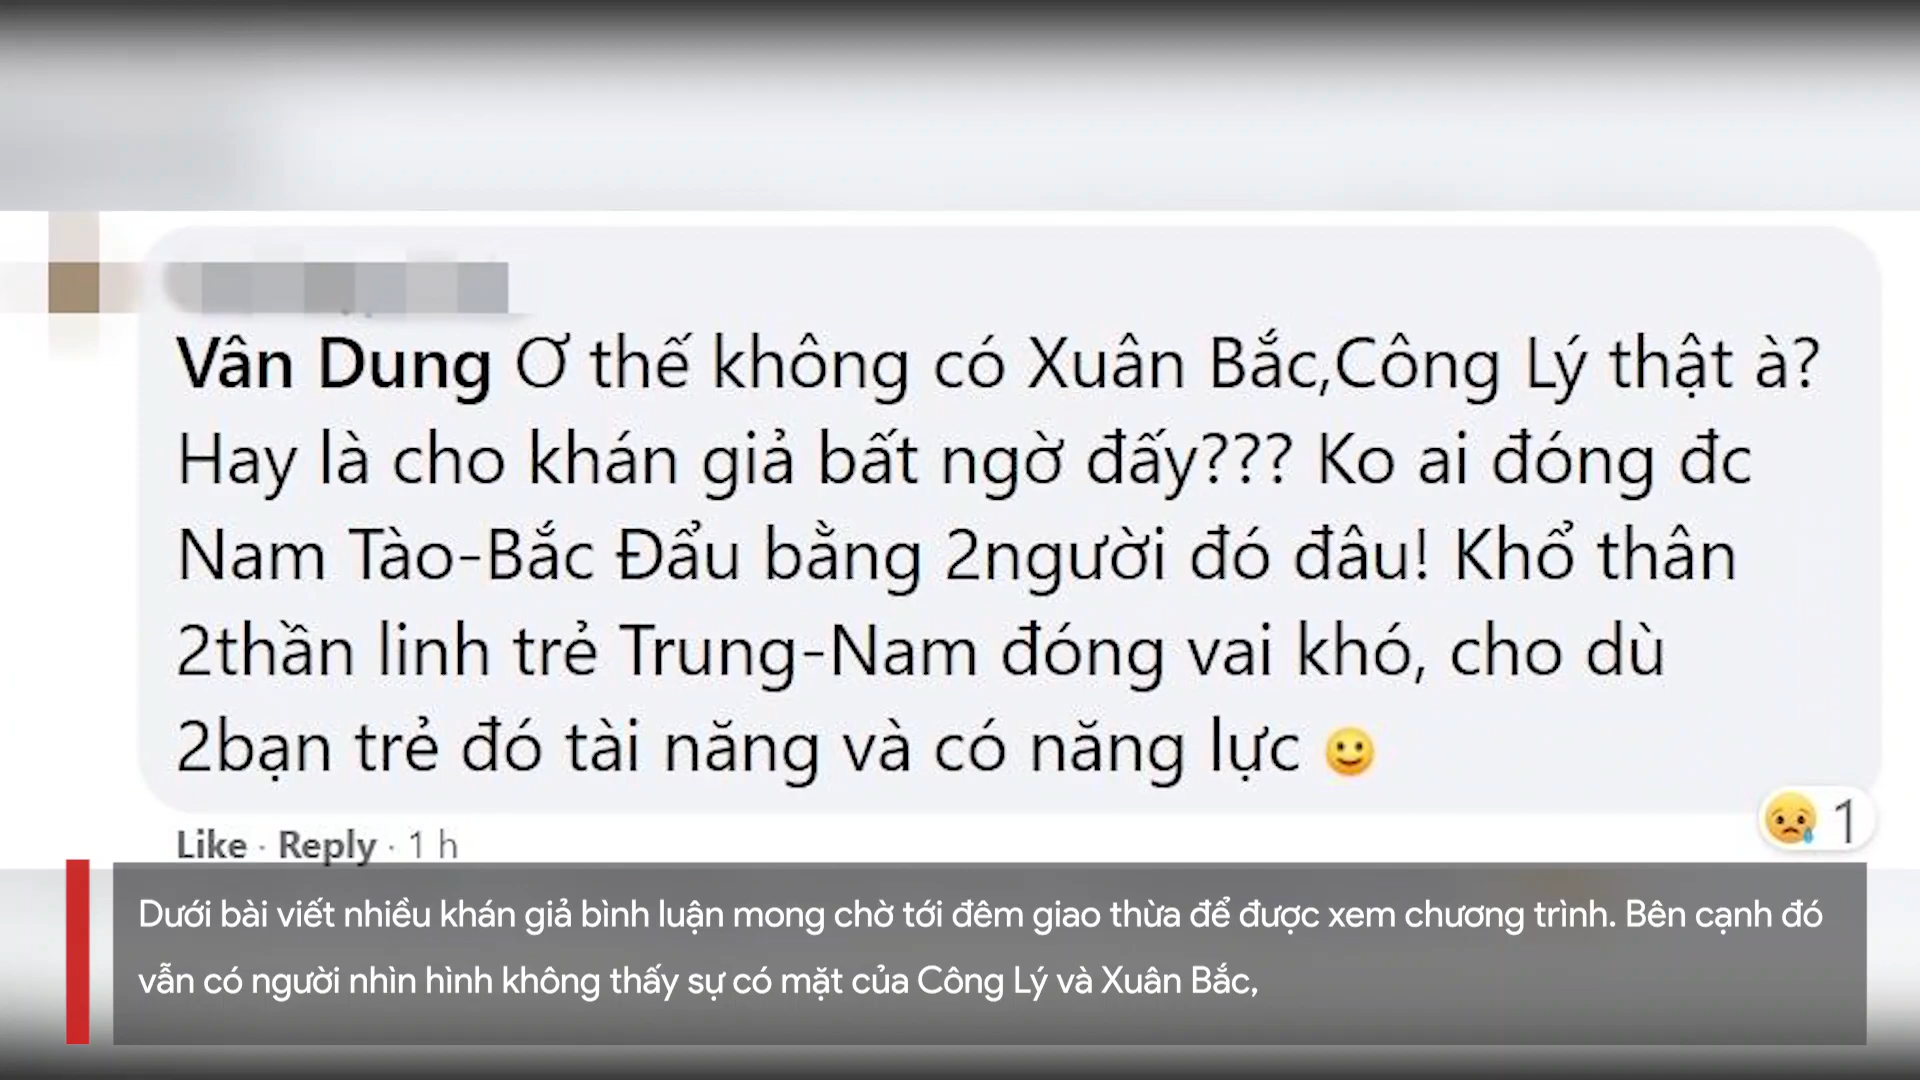 Vân Dung Ơ thế không có Xuân Bắc,Công Lý thật à?
Hay là cho khán giả bất ngờ đấy??? Ko ai đóng đc
Nam Tào-Bắc Đẩu bằng 2người đó đâu! Khổ thân
2thần linh trẻ Trung-Nam đóng vai khó, cho dù
2bạn trẻ đó tài năng và có năng lực 🙂
😢 1
Like · Reply · 1 h
Dưới bài viết nhiều khán giả bình luận mong chờ tới đêm giao thừa để được xem chương trình. Bên cạnh đó
vẫn có người nhìn hình không thấy sự có mặt của Công Lý và Xuân Bắc,